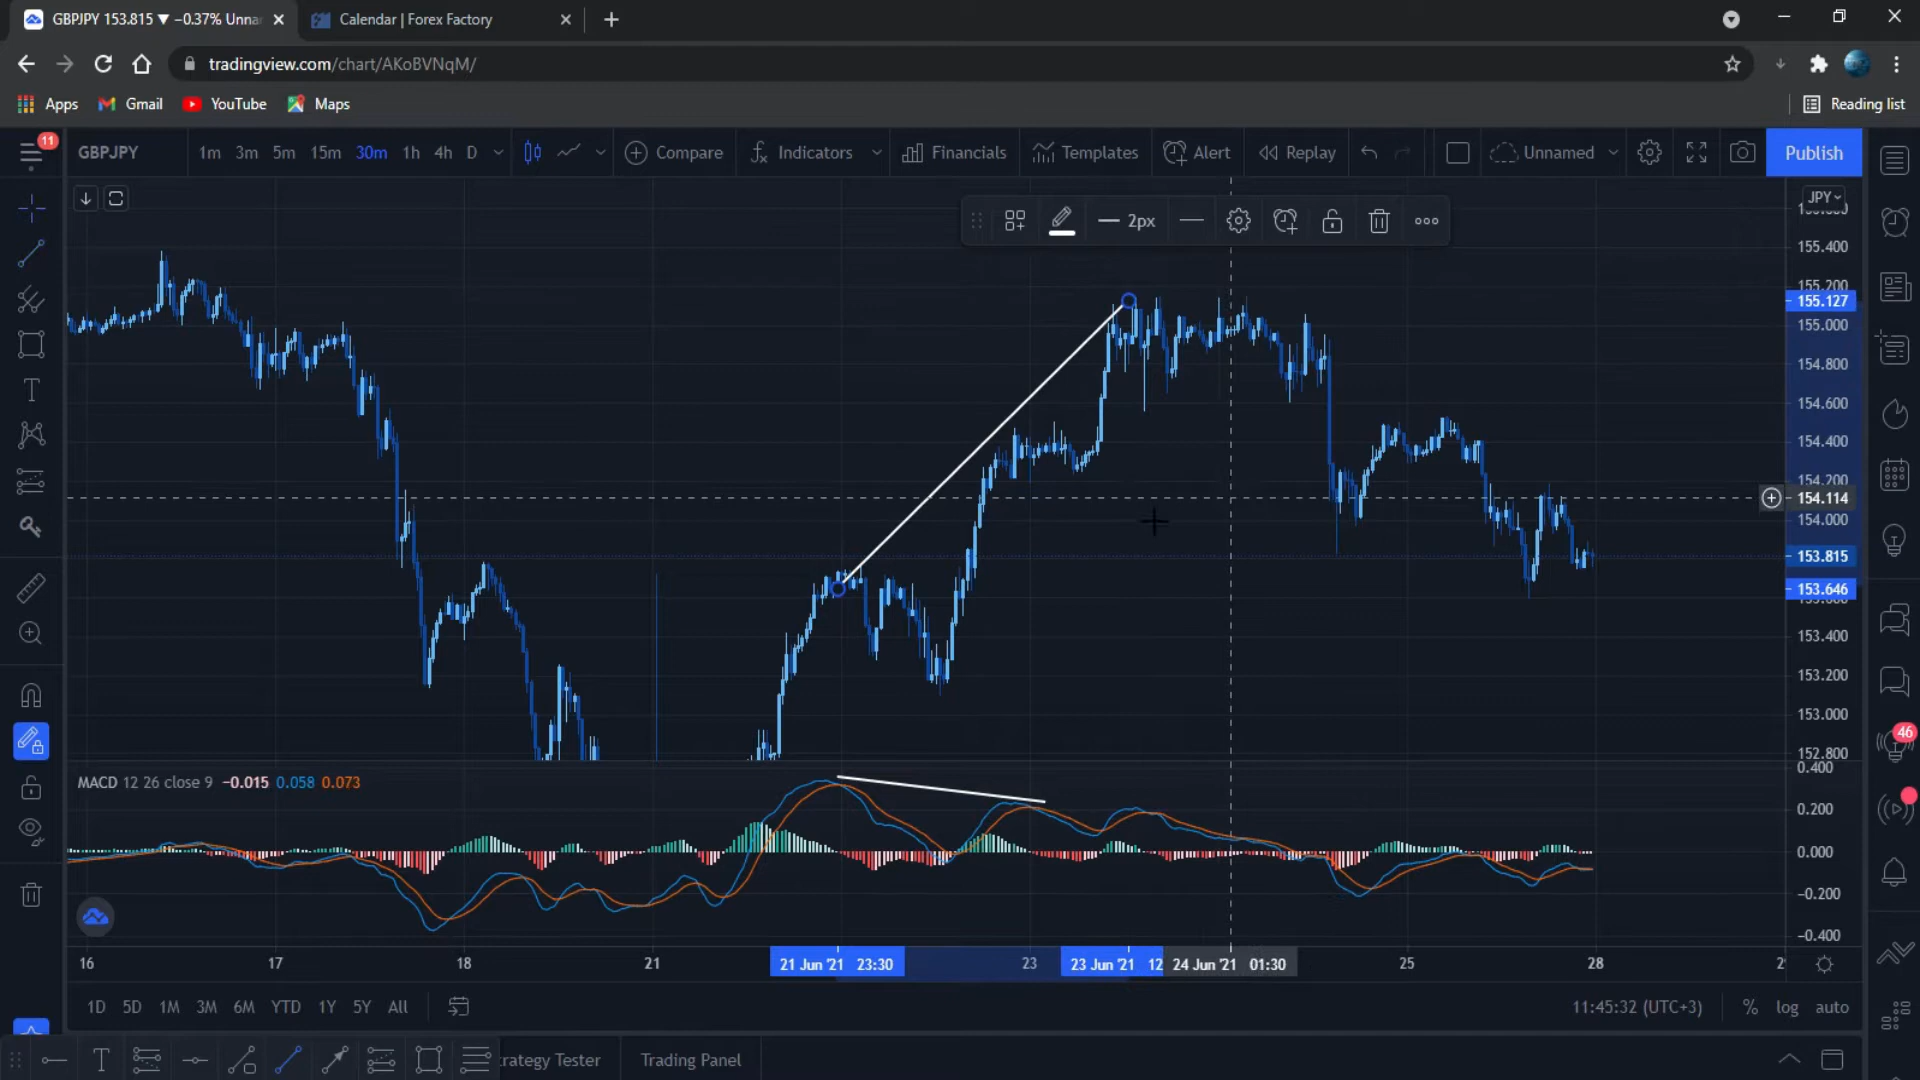 GBPJPY 153.815 ▼ −0.37% Unna
Calendar | Forex Factory
tradingview.com/chart/AKoBVNqM/
Apps
Gmail
YouTube
Maps
Reading list
11
GBPJPY
1m 3m 5m 15m 30m 1h 4h D
Compare
Indicators
Financials
Templates
Alert
Replay
Unnamed
Publish
2px
JPY
155.400
155.200
155.127
155.000
154.800
154.600
154.400
154.200
154.114
154.000
153.815
153.646
153.400
153.200
153.000
152.800
46
MACD 12 26 close 9 −0.015 0.058 0.073
0.400
0.200
0.000
−0.200
−0.400
16 17 18 21 21 Jun '21 23:30 23 23 Jun '21 12 24 Jun '21 01:30 25 28
1D 5D 1M 3M 6M YTD 1Y 5Y All
11:45:32 (UTC+3) % log auto
trategy Tester
Trading Panel